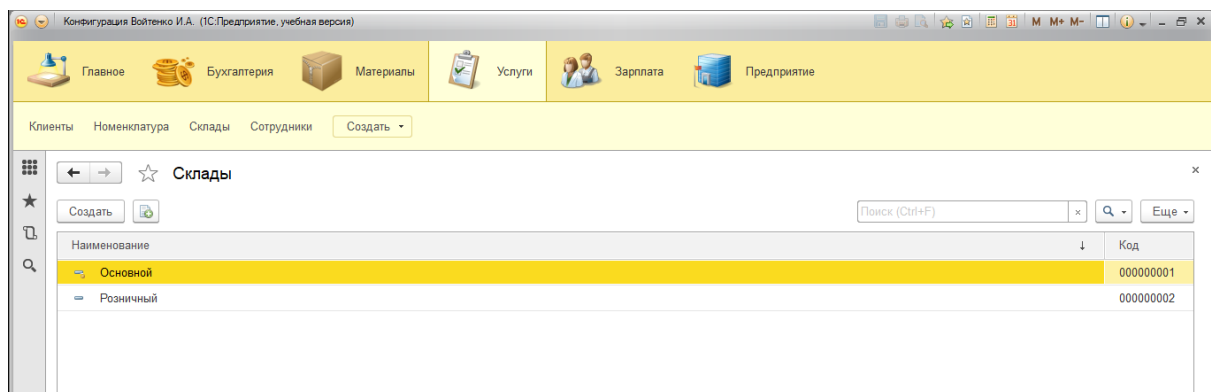 Конфигурация Войтенко И.А. (1С:Предприятие, учебная версия) M M+ M-
Главное Бухгалтерия Материалы Услуги Зарплата Предприятие
Клиенты Номенклатура Склады Сотрудники Создать
Склады
Создать Поиск (Ctrl+F) Еще
Наименование Код
Основной 000000001
Розничный 000000002